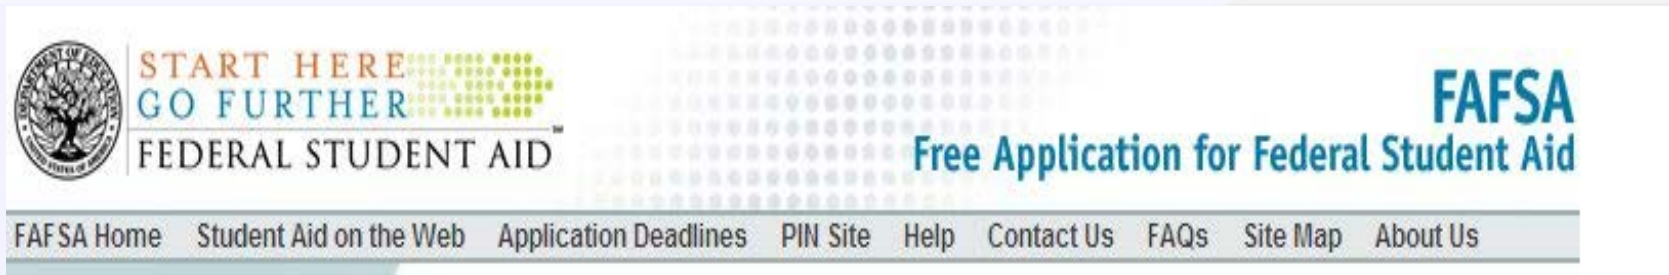 START HERE
GO FURTHER
FEDERAL STUDENT AID
FAFSA
Free Application for Federal Student Aid
FAFSA Home Student Aid on the Web Application Deadlines PIN Site Help Contact Us FAQs Site Map About Us